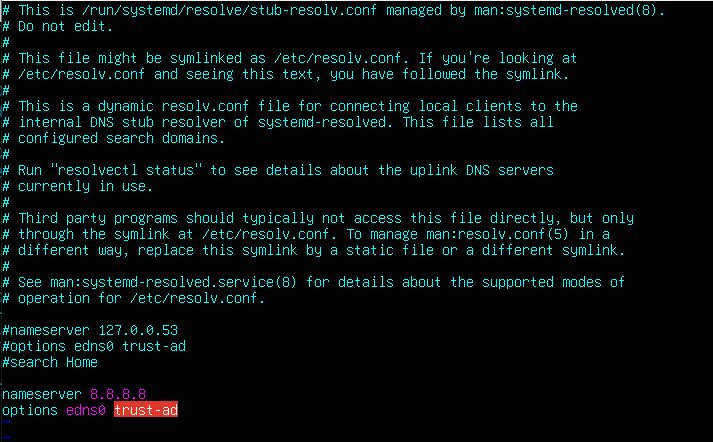 # This is /run/systemd/resolve/stub-resolv.conf managed by man:systemd-resolved(8).
# Do not edit.
#
# This file might be symlinked as /etc/resolv.conf. If you're looking at
# /etc/resolv.conf and seeing this text, you have followed the symlink.
#
# This is a dynamic resolv.conf file for connecting local clients to the
# internal DNS stub resolver of systemd-resolved. This file lists all
# configured search domains.
#
# Run "resolvectl status" to see details about the uplink DNS servers
# currently in use.
#
# Third party programs should typically not access this file directly, but only
# through the symlink at /etc/resolv.conf. To manage man:resolv.conf(5) in a
# different way, replace this symlink by a static file or a different symlink.
#
# See man:systemd-resolved.service(8) for details about the supported modes of
# operation for /etc/resolv.conf.
#nameserver 127.0.0.53
#options edns0 trust-ad
#search Home
nameserver 8.8.8.8
options edns0 trust-ad
~
~